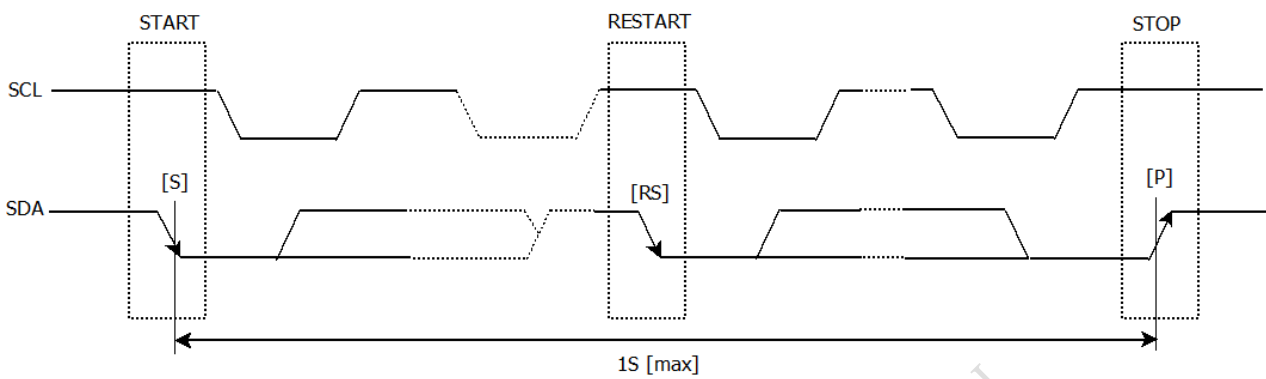 START RESTART STOP
SCL
[S] [RS] [P]
SDA
1S [max]